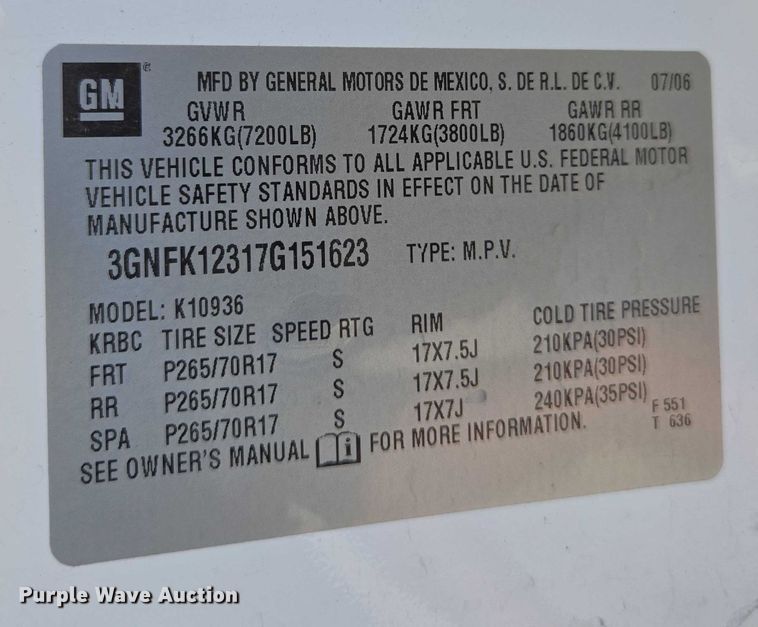 GM®
MFD BY GENERAL MOTORS DE MEXICO, S. DE R.L. DE C.V. 07/06
GVWR GAWR FRT GAWR RR
3266KG(7200LB) 1724KG(3800LB) 1860KG(4100LB)
THIS VEHICLE CONFORMS TO ALL APPLICABLE U.S. FEDERAL MOTOR
VEHICLE SAFETY STANDARDS IN EFFECT ON THE DATE OF
MANUFACTURE SHOWN ABOVE.
3GNFK12317G151623 TYPE: M.P.V.
MODEL: K10936
KRBC TIRE SIZE SPEED RTG RIM COLD TIRE PRESSURE
FRT P265/70R17 S 17X7.5J 210KPA(30PSI)
RR P265/70R17 S 17X7.5J 210KPA(30PSI)
SPA P265/70R17 S 17X7J 240KPA(35PSI)
SEE OWNER'S MANUAL i FOR MORE INFORMATION.
F 551
T 636
Purple Wave Auction